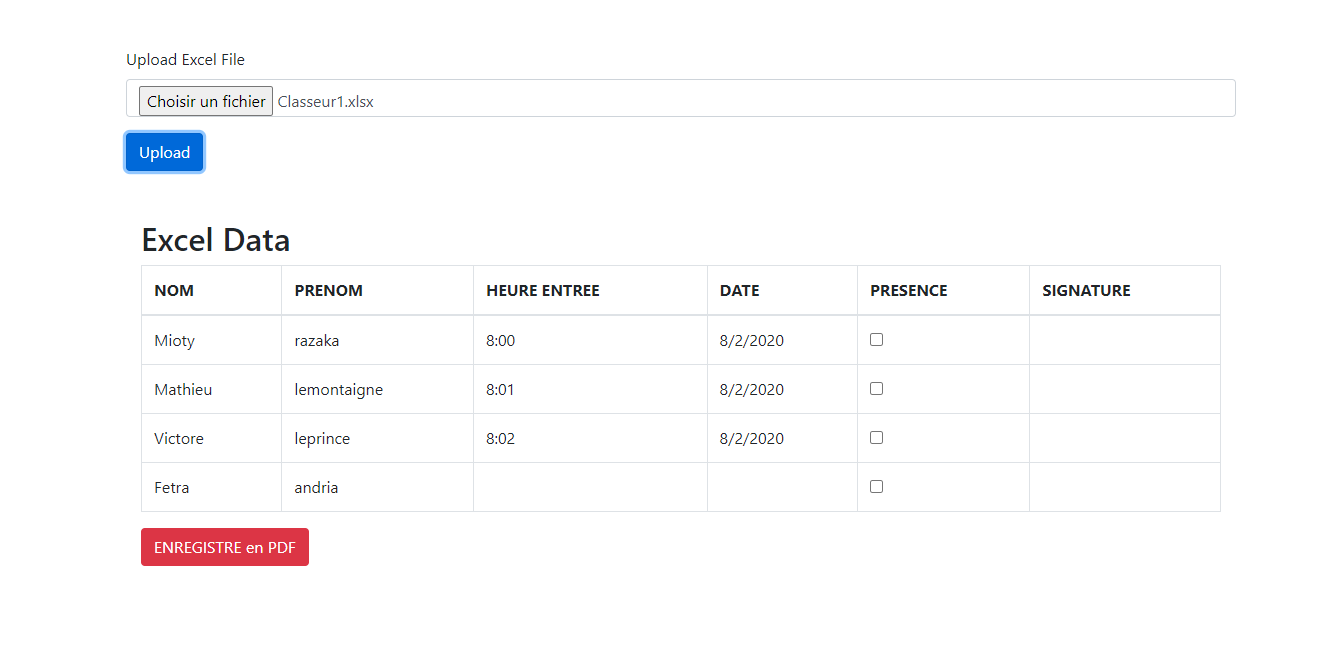 Upload Excel File
Choisir un fichier Classeur1.xlsx
Upload
Excel Data
NOM PRENOM HEURE ENTREE DATE PRESENCE SIGNATURE
Mioty razaka 8:00 8/2/2020
Mathieu lemontaigne 8:01 8/2/2020
Victore leprince 8:02 8/2/2020
Fetra andria
ENREGISTRE en PDF